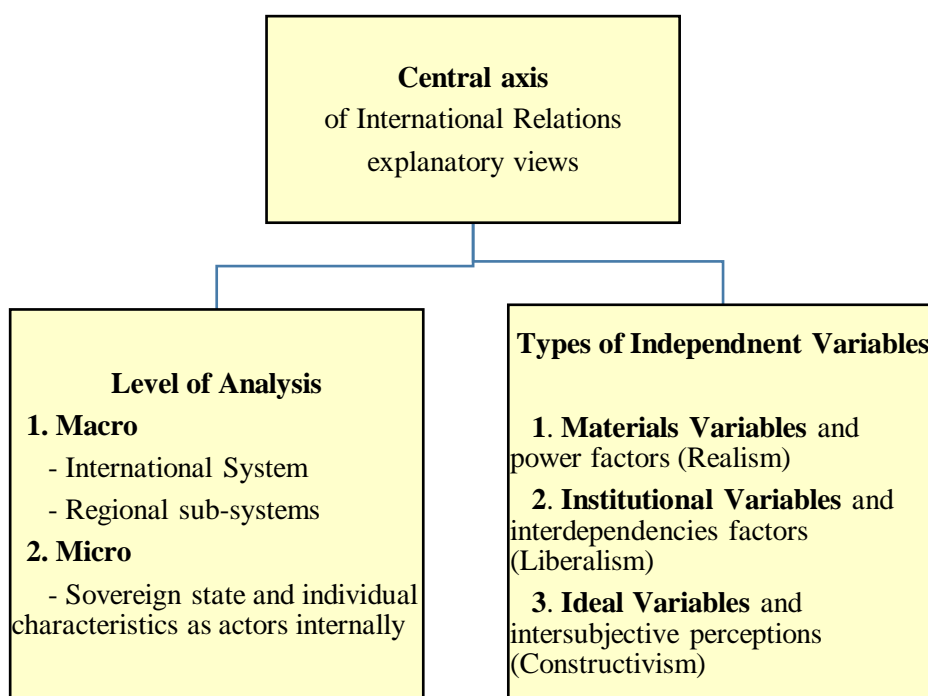 Central axis
of International Relations
explanatory views
Level of Analysis
1. Macro
- International System
- Regional sub-systems
2. Micro
- Sovereign state and individual
characteristics as actors internally
Types of Independnent Variables
1. Materials Variables and
power factors (Realism)
2. Institutional Variables and
interdependencies factors
(Liberalism)
3. Ideal Variables and
intersubjective perceptions
(Constructivism)